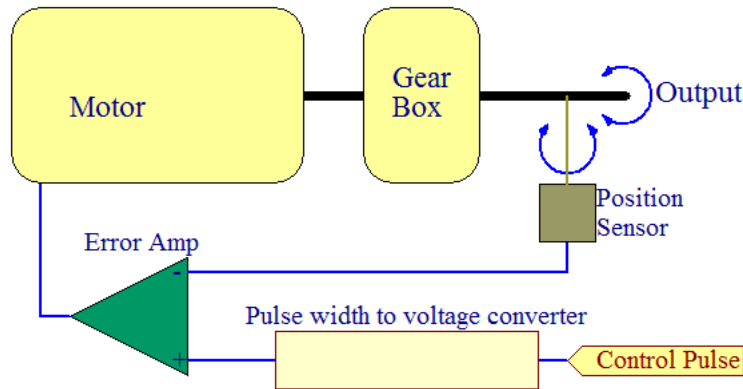 Motor
Gear
Box
Output
Position
Sensor
Error Amp
-
Pulse width to voltage converter
+
Control Pulse